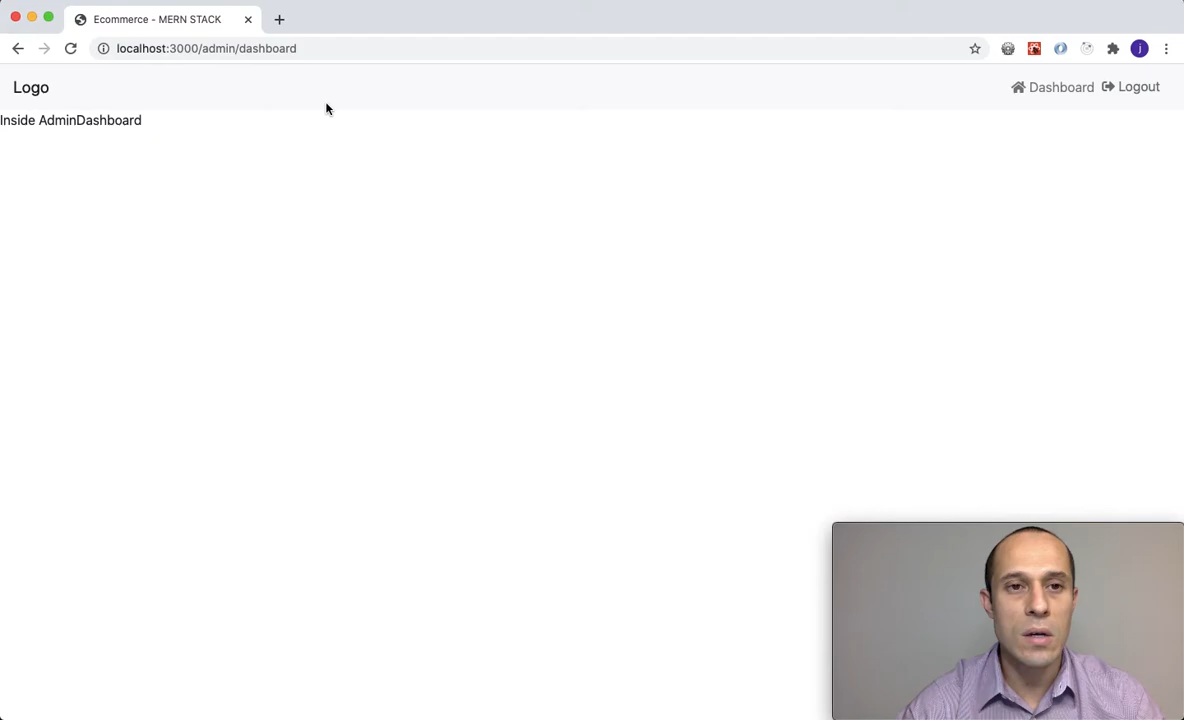 Ecommerce - MERN STACK
localhost:3000/admin/dashboard
j
Logo
Dashboard
Logout
Inside AdminDashboard